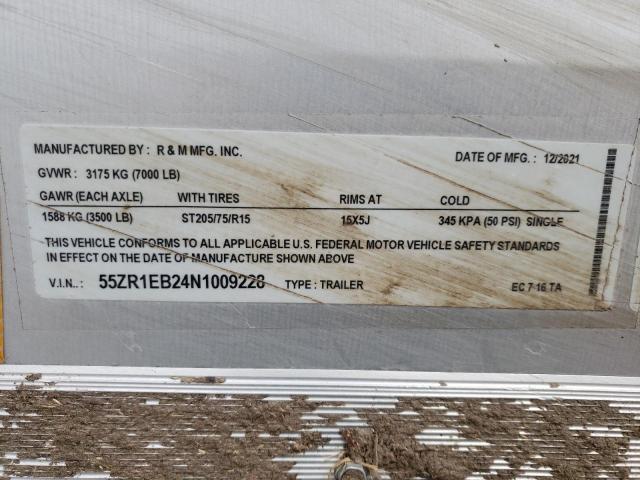 MANUFACTURED BY : R & M MFG. INC. DATE OF MFG. : 12/2021
GVWR : 3175 KG (7000 LB)
GAWR (EACH AXLE) WITH TIRES RIMS AT COLD
1588 KG (3500 LB) ST205/75/R15 15X5J 345 KPA (50 PSI) SINGLE
THIS VEHICLE CONFORMS TO ALL APPLICABLE U.S. FEDERAL MOTOR VEHICLE SAFETY STANDARDS
IN EFFECT ON THE DATE OF MANUFACTURE SHOWN ABOVE
V.I.N.. : 55ZR1EB24N1009228 TYPE : TRAILER EC 7-16 TA